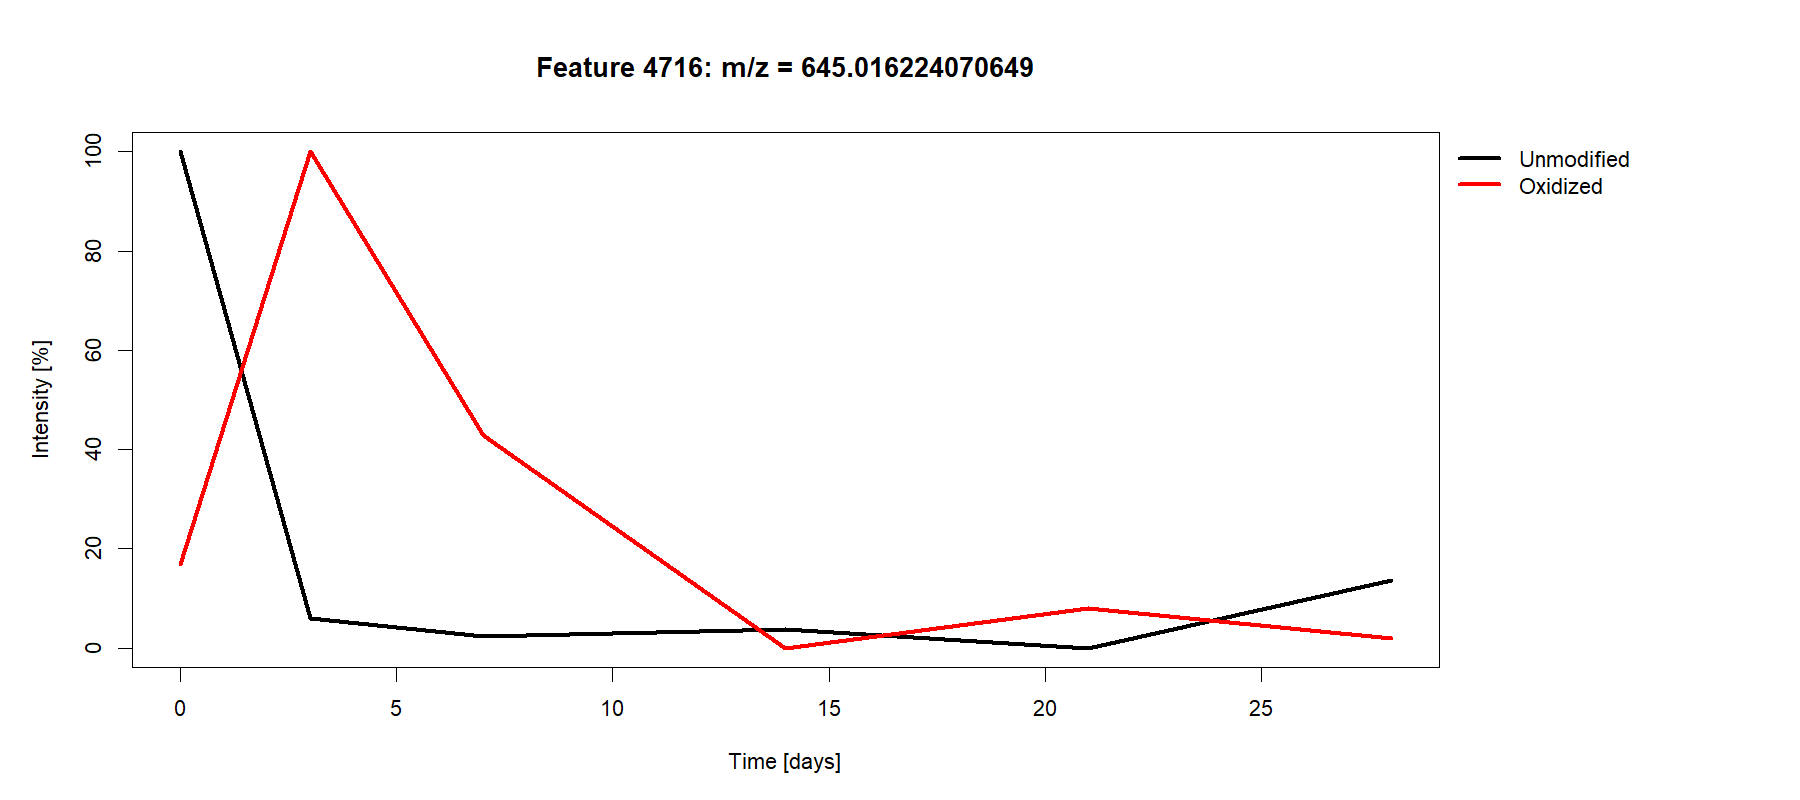 Feature 4716: m/z = 645.016224070649
Unmodified
Oxidized
Intensity [%]
100
80
60
40
20
0
0 5 10 15 20 25
Time [days]